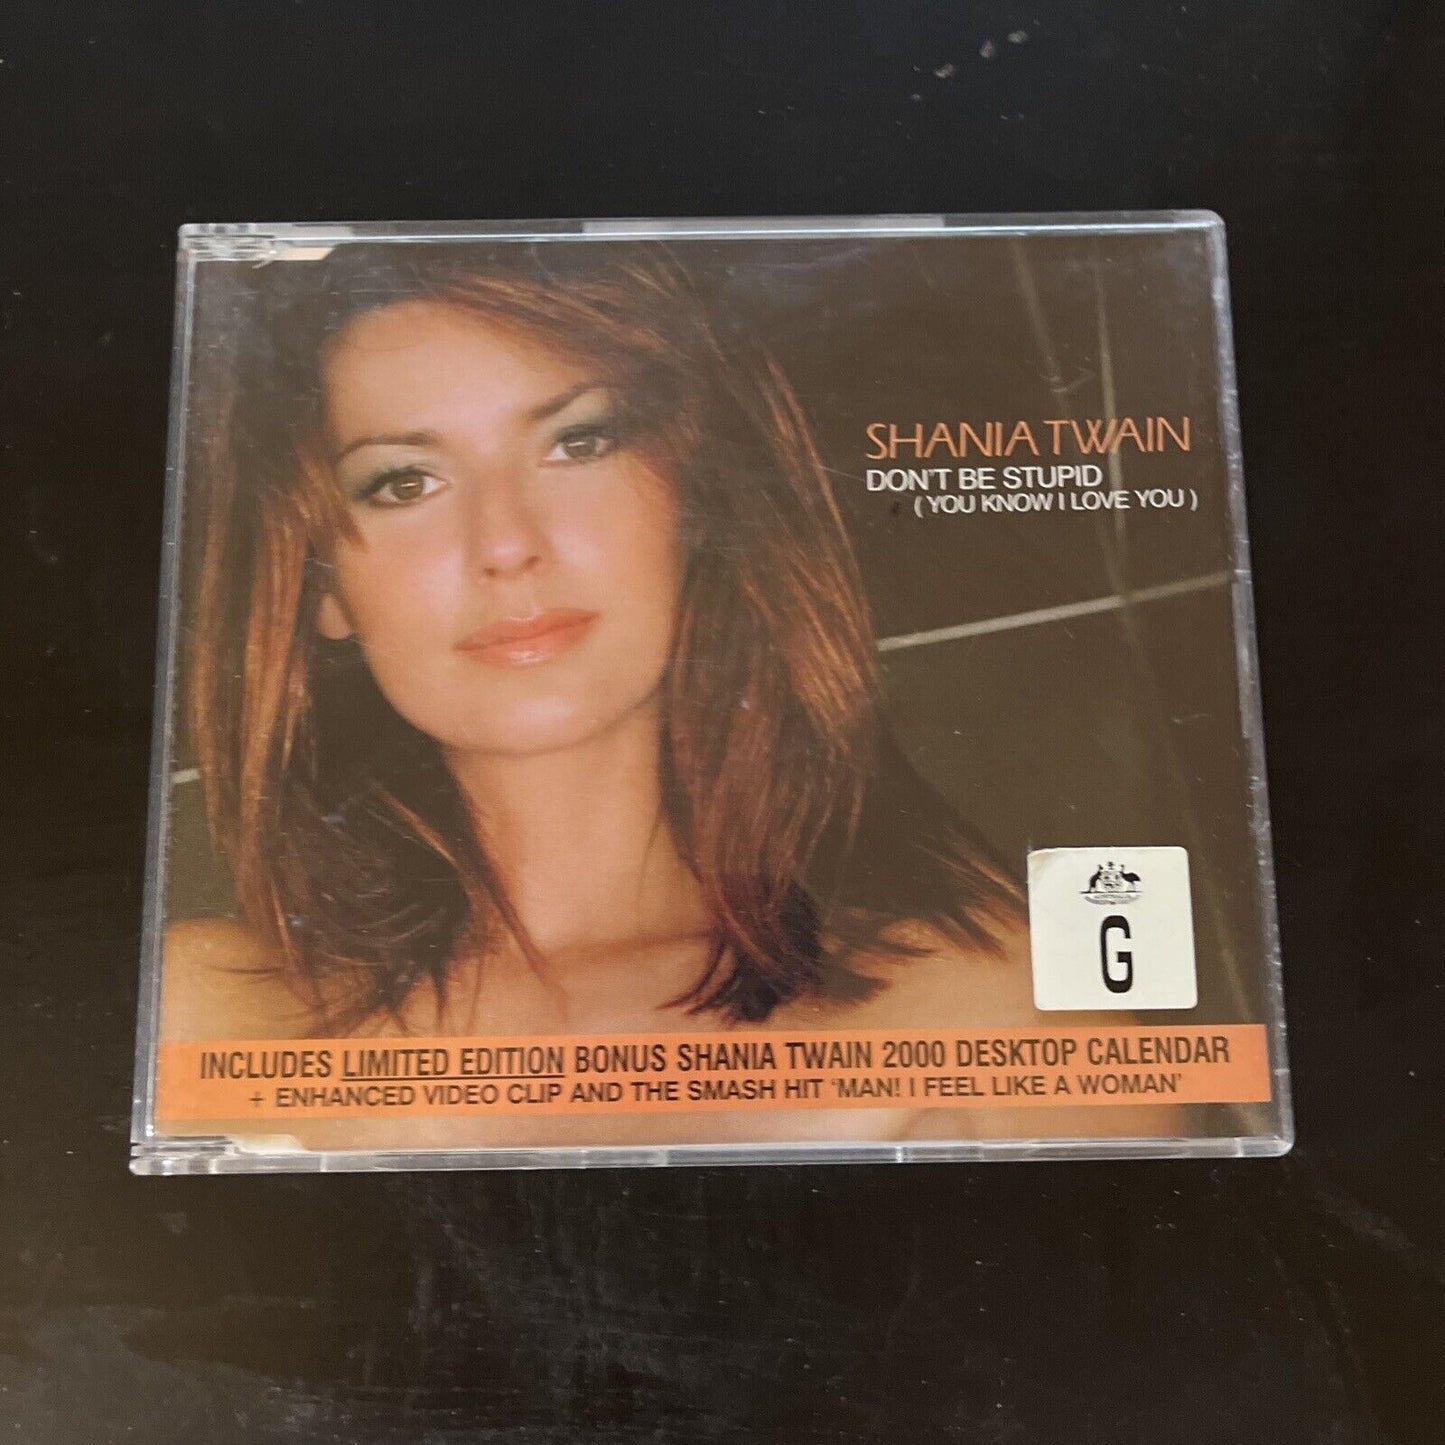 SHANIA TWAIN
DON'T BE STUPID
( YOU KNOW I LOVE YOU )
AUSTRALIA
G
INCLUDES LIMITED EDITION BONUS SHANIA TWAIN 2000 DESKTOP CALENDAR
+ ENHANCED VIDEO CLIP AND THE SMASH HIT ‘MAN! I FEEL LIKE A WOMAN’